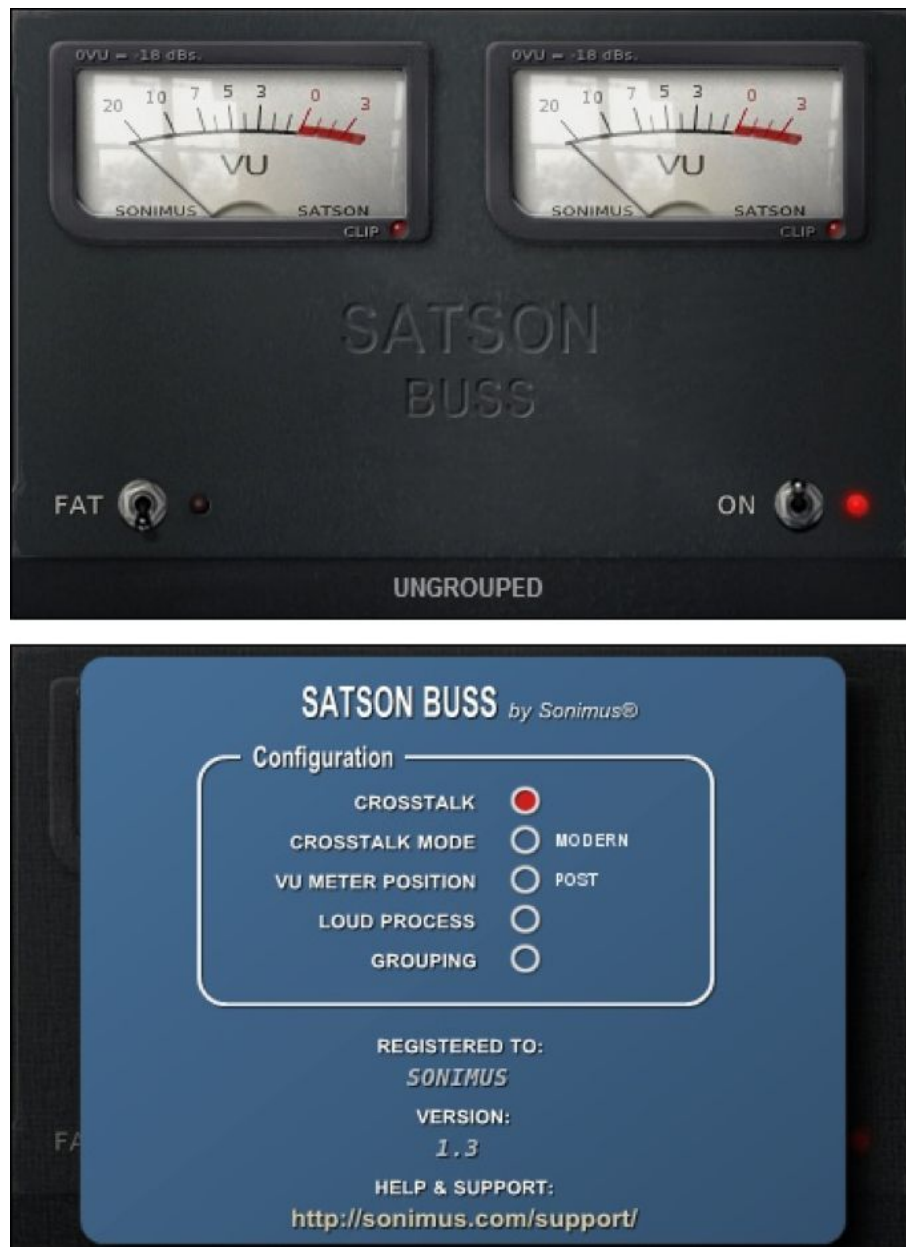 0VU = -18 dBs. 0VU = -18 dBs.
20 10 7 5 3 0 3 20 10 7 5 3 0 3
VU VU
SONIMUS SATSON SONIMUS SATSON
CLIP CLIP
SATSON
BUSS
FAT ON
UNGROUPED
SATSON BUSS by Sonimus®
Configuration
CROSSTALK
CROSSTALK MODE MODERN
VU METER POSITION POST
LOUD PROCESS
GROUPING
REGISTERED TO:
SONIMUS
VERSION:
FA 1.3
HELP & SUPPORT:
http://sonimus.com/support/